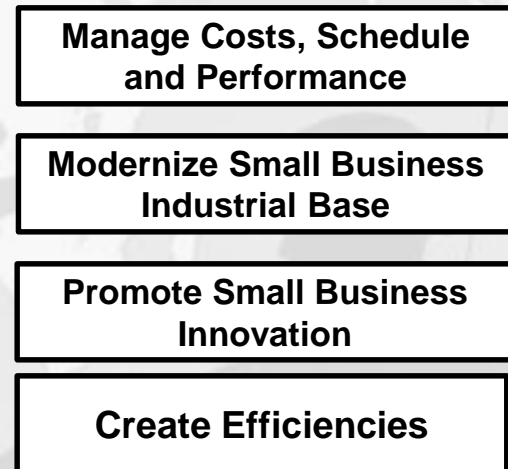 Manage Costs, Schedule
and Performance
Modernize Small Business
Industrial Base
Promote Small Business
Innovation
Create Efficiencies